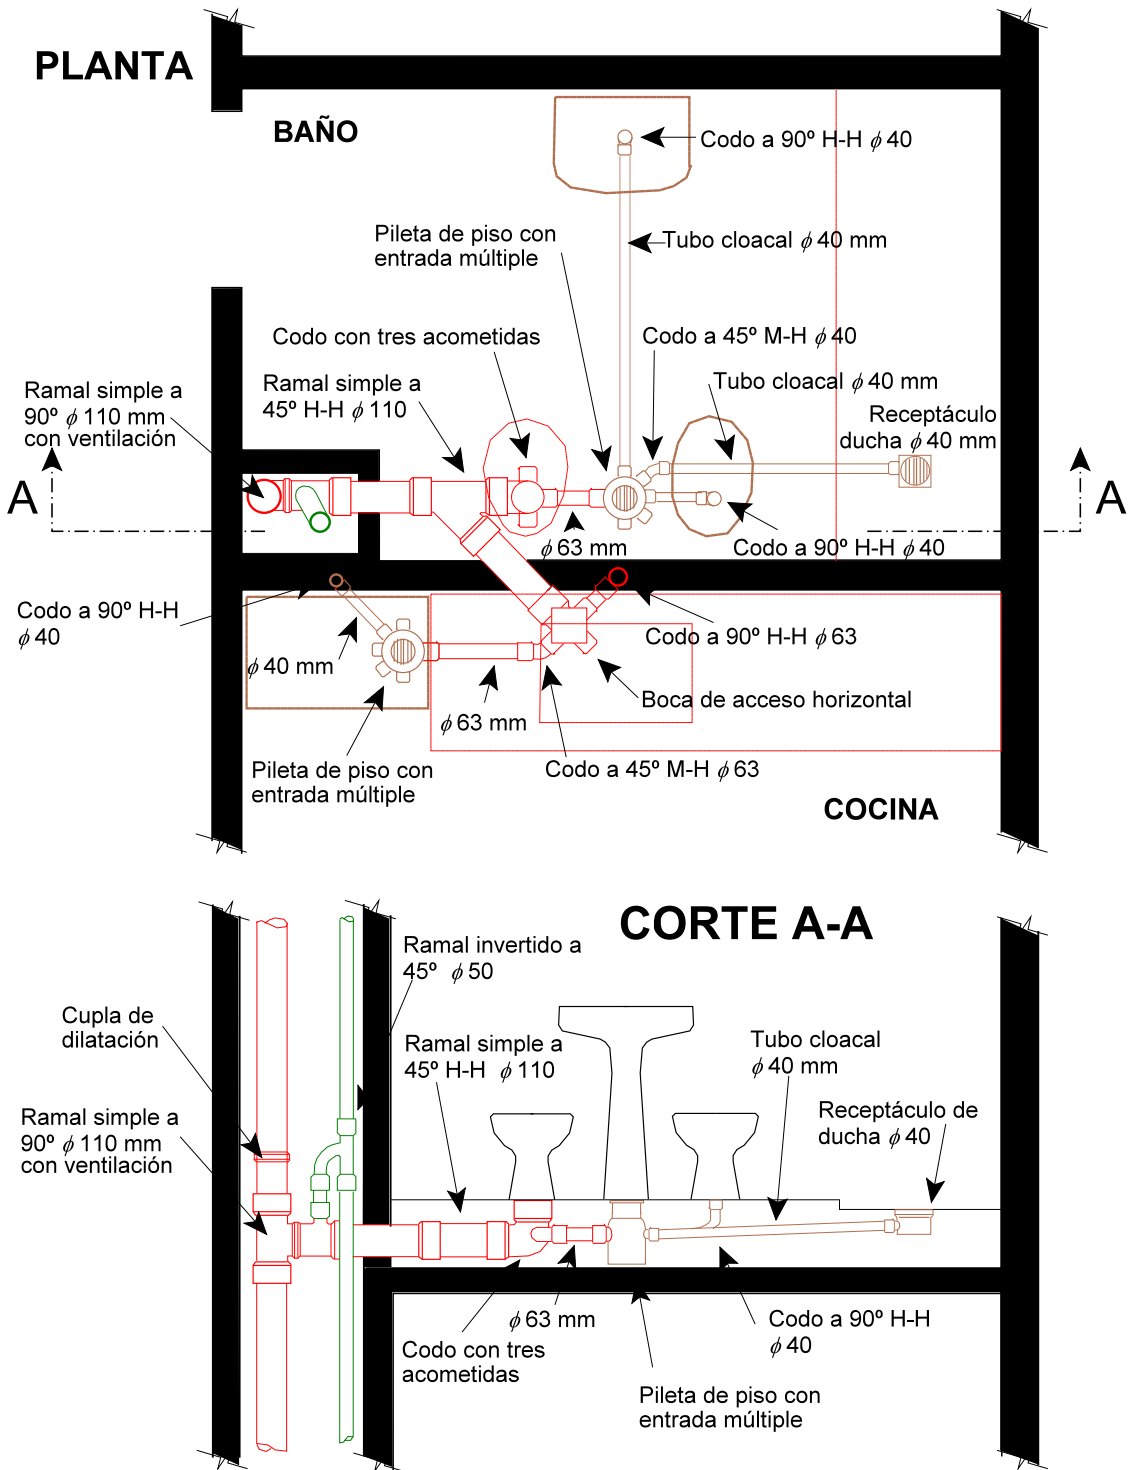 PLANTA
BAÑO
Codo a 90º H-H ϕ 40
Pileta de piso con
entrada múltiple
Tubo cloacal ϕ 40 mm
Codo con tres acometidas
Codo a 45º M-H ϕ 40
Ramal simple a
90º ϕ 110 mm
con ventilación
Ramal simple a
45º H-H ϕ 110
Tubo cloacal ϕ 40 mm
Receptáculo
ducha ϕ 40 mm
A
A
ϕ 63 mm
Codo a 90º H-H ϕ 40
Codo a 90º H-H
ϕ 40
Codo a 90º H-H ϕ 63
ϕ 40 mm
Boca de acceso horizontal
ϕ 63 mm
Pileta de piso con
entrada múltiple
Codo a 45º M-H ϕ 63
COCINA
CORTE A-A
Ramal invertido a
45º ϕ 50
Cupla de
dilatación
Ramal simple a
45º H-H ϕ 110
Tubo cloacal
ϕ 40 mm
Ramal simple a
90º ϕ 110 mm
con ventilación
Receptáculo de
ducha ϕ 40
ϕ 63 mm
Codo a 90º H-H
ϕ 40
Codo con tres
acometidas
Pileta de piso con
entrada múltiple